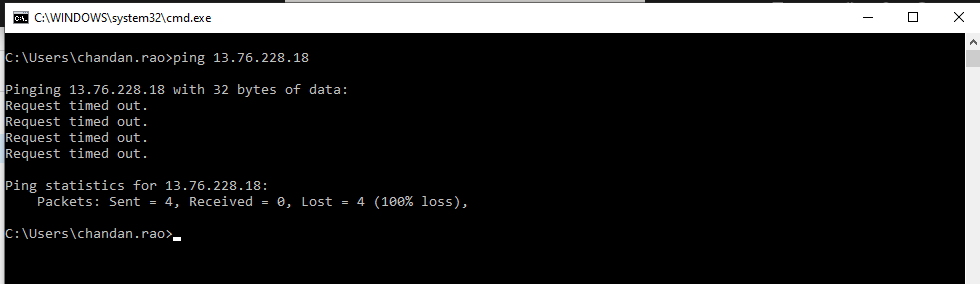 C:\WINDOWS\system32\cmd.exe
C:\Users\chandan.rao>ping 13.76.228.18
Pinging 13.76.228.18 with 32 bytes of data:
Request timed out.
Request timed out.
Request timed out.
Request timed out.
Ping statistics for 13.76.228.18:
    Packets: Sent = 4, Received = 0, Lost = 4 (100% loss),
C:\Users\chandan.rao>